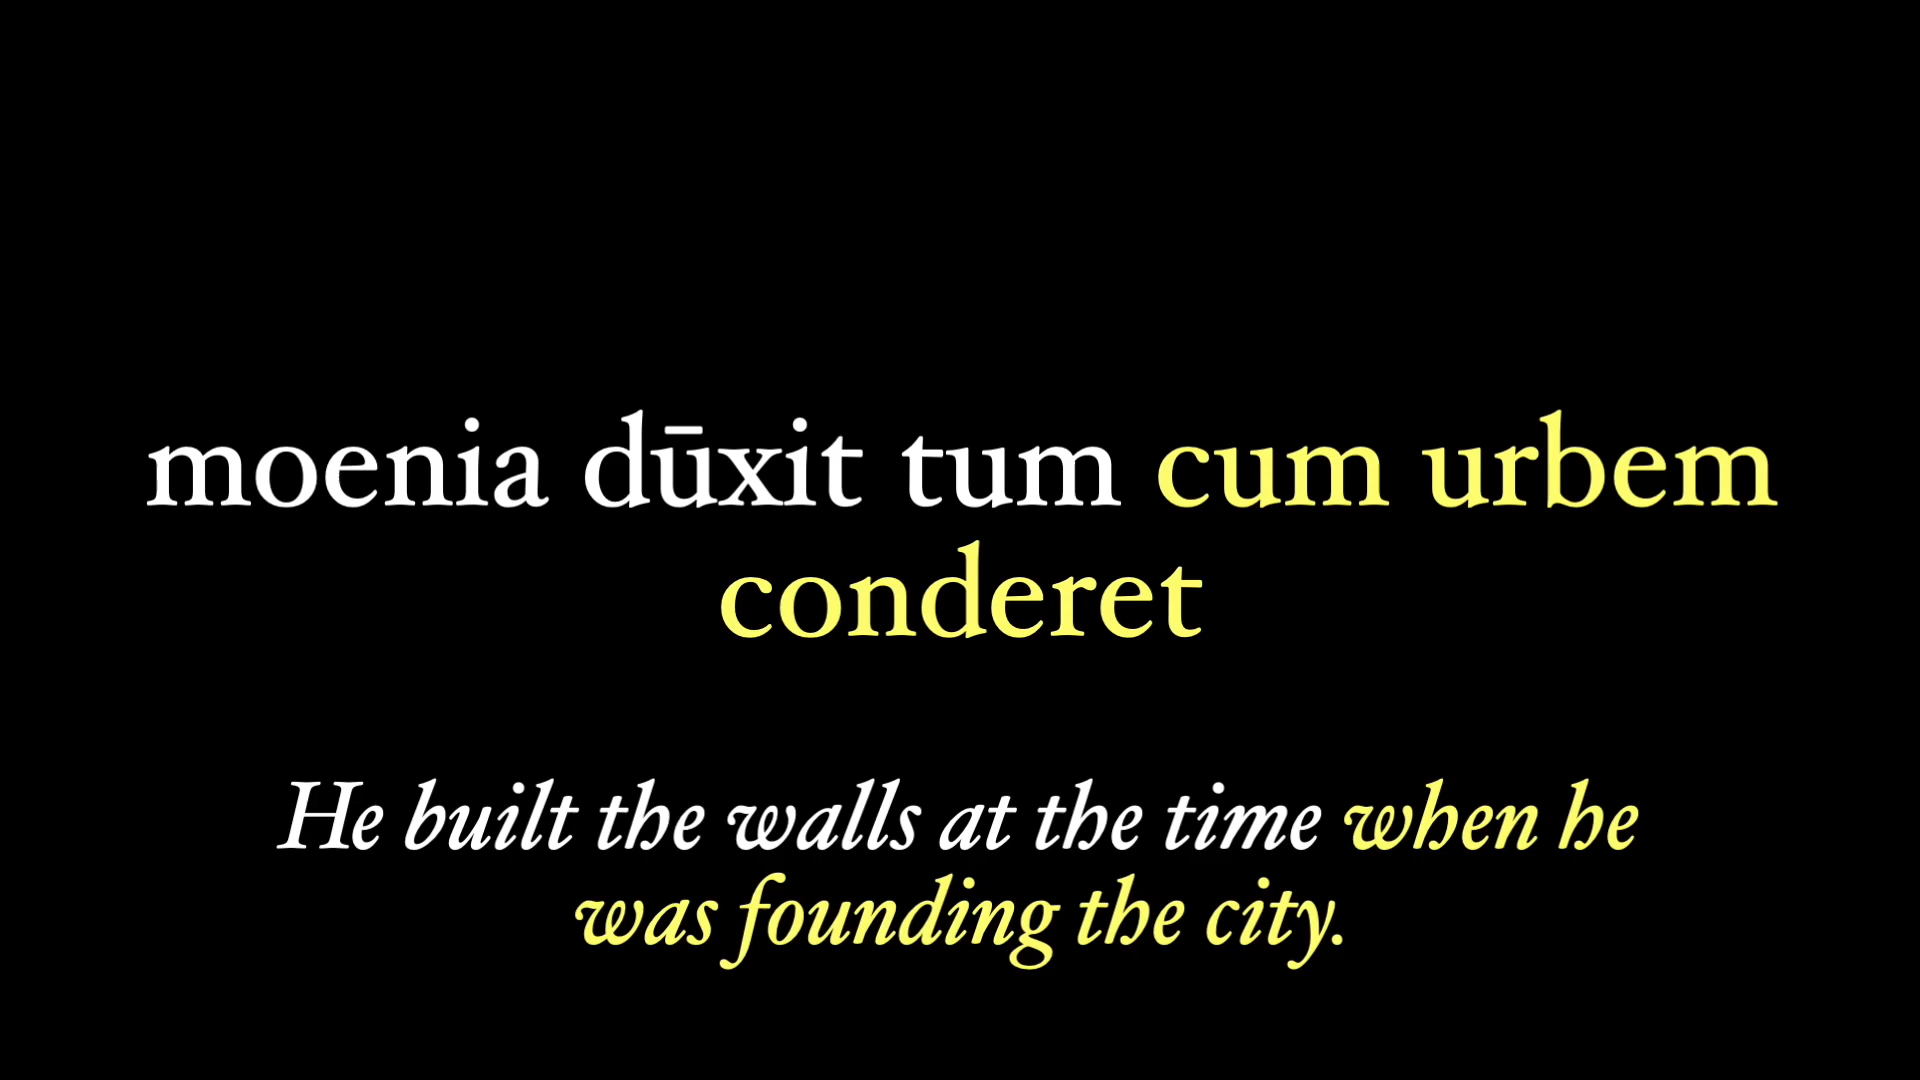 moenia dūxit tum cum urbem
conderet
He built the walls at the time when he
was founding the city.